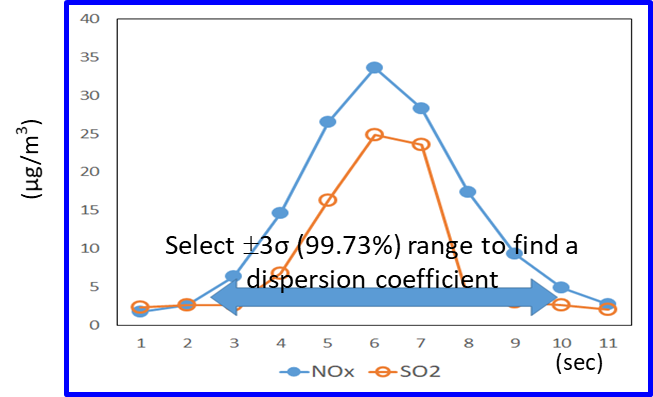 40
35
30
25
20
15
10
5
0
(μg/m³)
Select ±3σ (99.73%) range to find a
dispersion coefficient
1 2 3 4 5 6 7 8 9 10 11
(sec)
NOx SO2